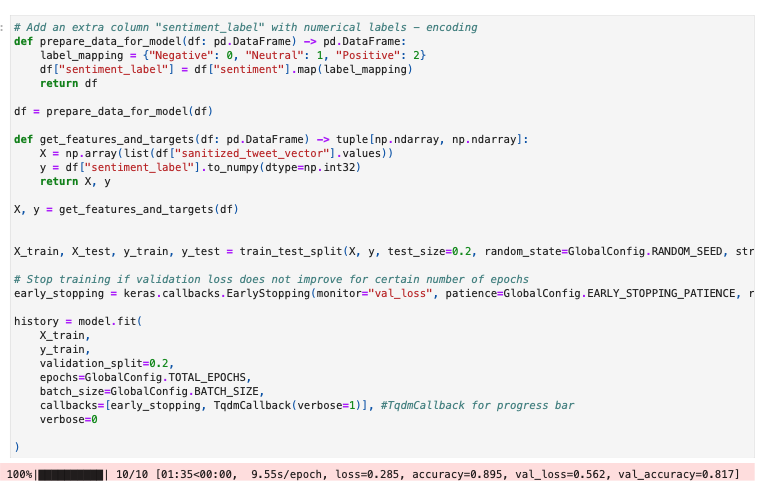 : # Add an extra column "sentiment_label" with numerical labels – encoding
def prepare_data_for_model(df: pd.DataFrame) -> pd.DataFrame:
    label_mapping = {"Negative": 0, "Neutral": 1, "Positive": 2}
    df["sentiment_label"] = df["sentiment"].map(label_mapping)
    return df

df = prepare_data_for_model(df)

def get_features_and_targets(df: pd.DataFrame) -> tuple[np.ndarray, np.ndarray]:
    X = np.array(list(df["sanitized_tweet_vector"].values))
    y = df["sentiment_label"].to_numpy(dtype=np.int32)
    return X, y

X, y = get_features_and_targets(df)

X_train, X_test, y_train, y_test = train_test_split(X, y, test_size=0.2, random_state=GlobalConfig.RANDOM_SEED, str

# Stop training if validation loss does not improve for certain number of epochs
early_stopping = keras.callbacks.EarlyStopping(monitor="val_loss", patience=GlobalConfig.EARLY_STOPPING_PATIENCE, r

history = model.fit(
    X_train,
    y_train,
    validation_split=0.2,
    epochs=GlobalConfig.TOTAL_EPOCHS,
    batch_size=GlobalConfig.BATCH_SIZE,
    callbacks=[early_stopping, TqdmCallback(verbose=1)], #TqdmCallback for progress bar
    verbose=0

)
100%|██████████| 10/10 [01:35<00:00, 9.55s/epoch, loss=0.285, accuracy=0.895, val_loss=0.562, val_accuracy=0.817]